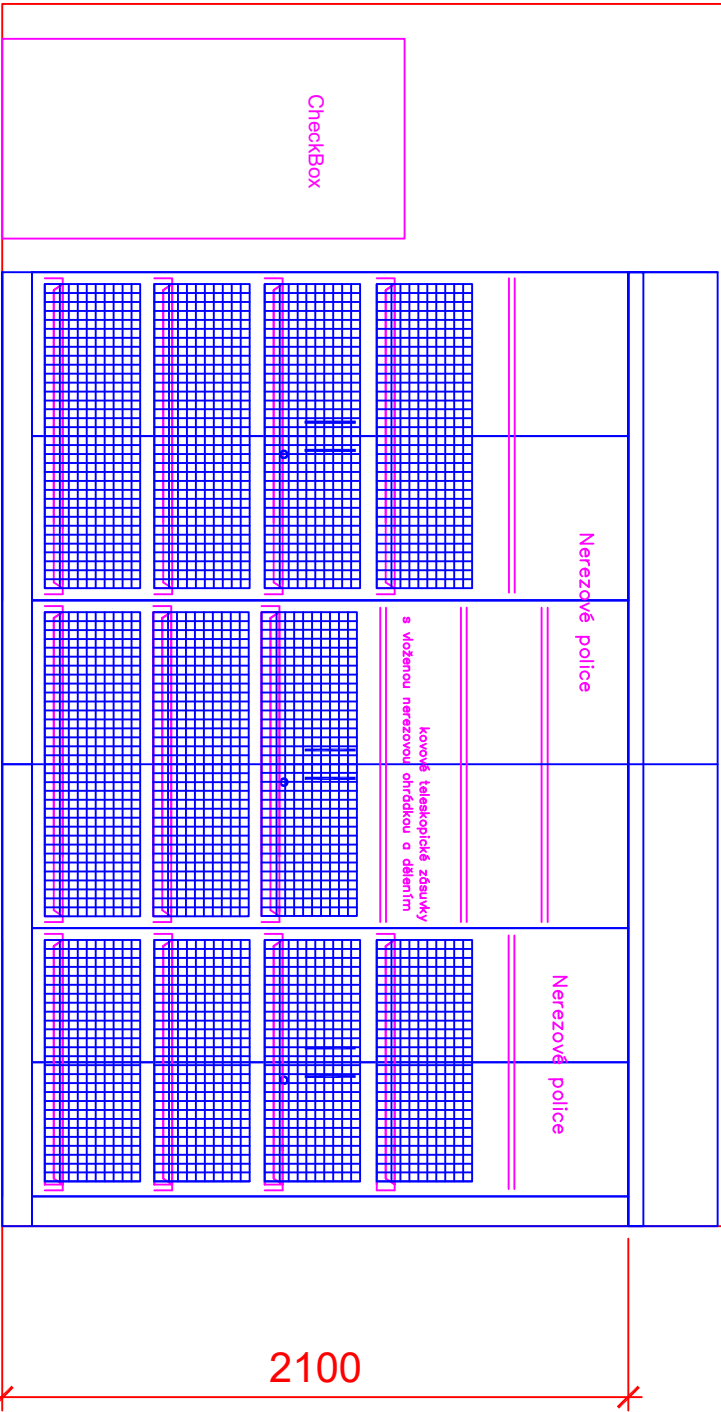 CheckBox
Nerezové police
kovové teleskopické zásuvky
s vloženou nerezovou ohrádkou a dělením
Nerezové police
2100